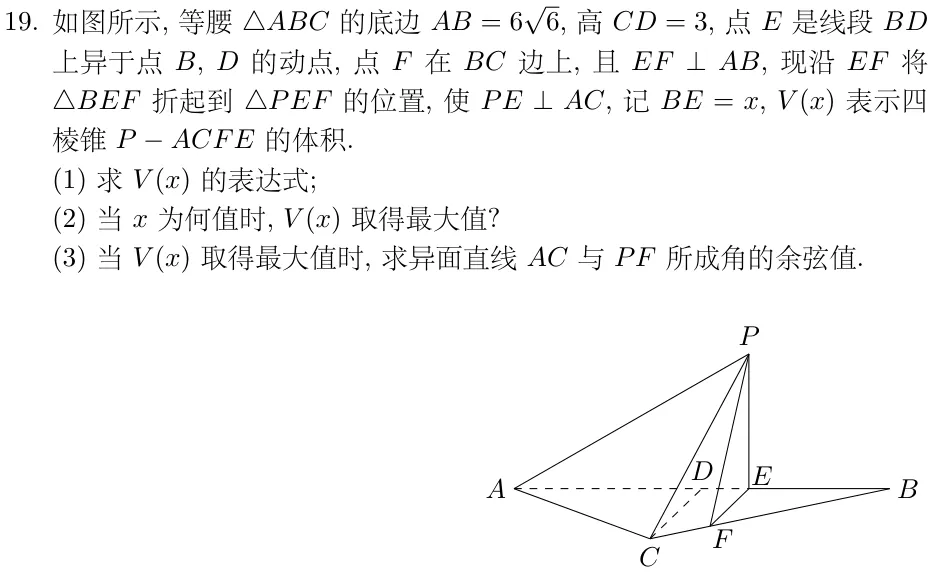 19. 如图所示, 等腰 △ABC 的底边 AB = 6√6, 高 CD = 3, 点 E 是线段 BD
上异于点 B, D 的动点, 点 F 在 BC 边上, 且 EF ⊥ AB, 现沿 EF 将
△BEF 折起到 △PEF 的位置, 使 PE ⊥ AC, 记 BE = x, V(x) 表示四
棱锥 P − ACFE 的体积.
(1) 求 V(x) 的表达式;
(2) 当 x 为何值时, V(x) 取得最大值?
(3) 当 V(x) 取得最大值时, 求异面直线 AC 与 PF 所成角的余弦值.
P
A
D
E
B
F
C